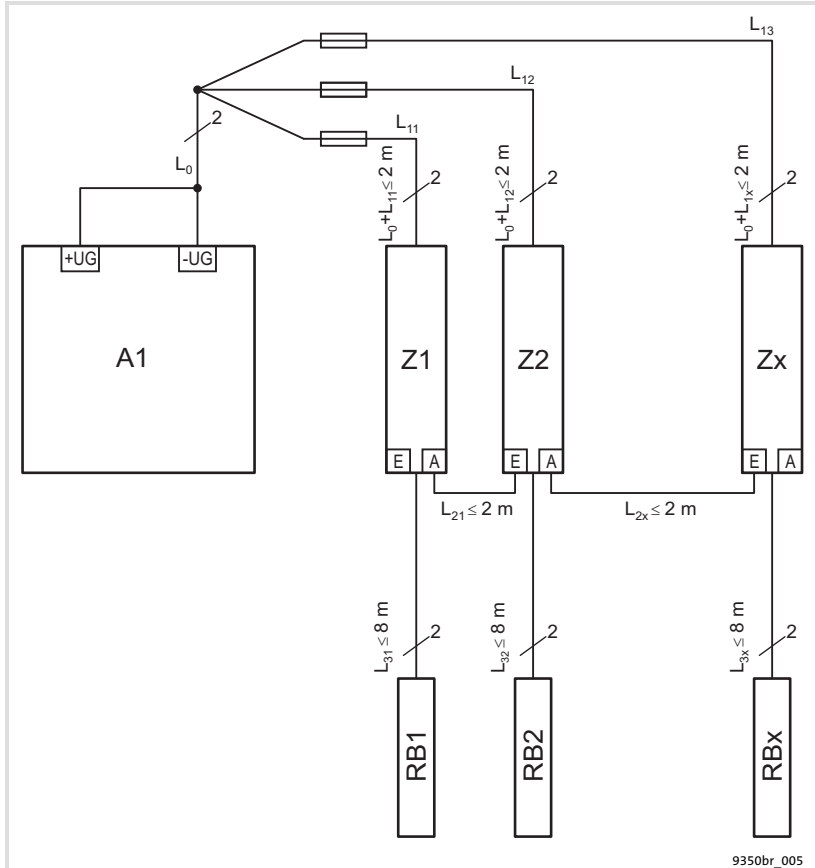 L13
L12
2
L11
L0
L0+L11≤ 2 m
2
L0+L12≤ 2 m
2
L0+L1x≤ 2 m
2
+UG
-UG
A1
Z1
Z2
Zx
E
A
E
A
E
A
L21 ≤ 2 m
L2x ≤ 2 m
L31 ≤ 8 m
2
L32 ≤ 8 m
2
L3x ≤ 8 m
2
RB1
RB2
RBx
9350br_005